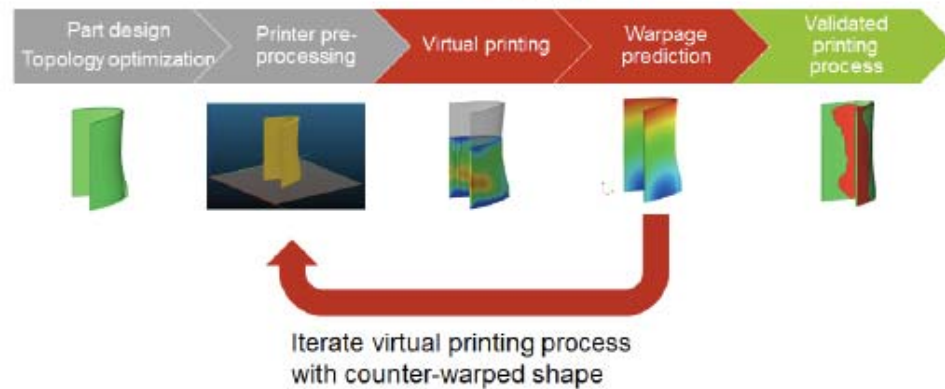 Part design
Topology optimization
Printer pre-
processing
Virtual printing
Warpage
prediction
Validated
printing
process
Iterate virtual printing process
with counter-warped shape